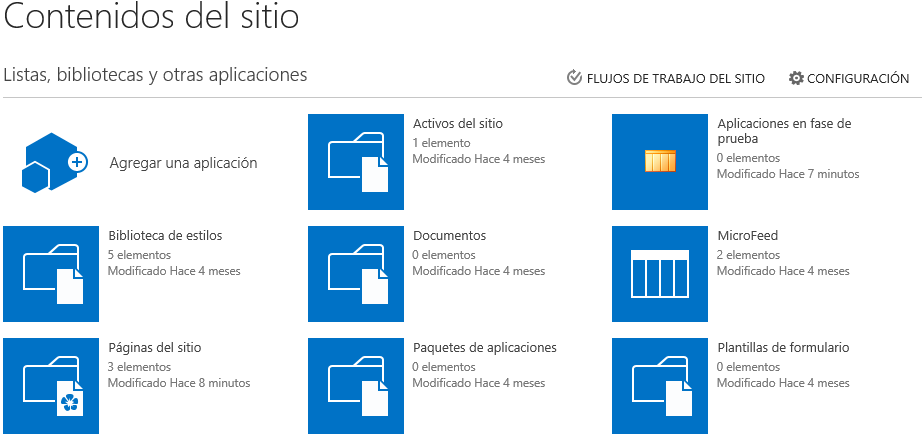 Contenidos del sitio
Listas, bibliotecas y otras aplicaciones
FLUJOS DE TRABAJO DEL SITIO
CONFIGURACIÓN
Agregar una aplicación
Activos del sitio
1 elemento
Modificado Hace 4 meses
Aplicaciones en fase de
prueba
0 elementos
Modificado Hace 7 minutos
Biblioteca de estilos
5 elementos
Modificado Hace 4 meses
Documentos
0 elementos
Modificado Hace 4 meses
MicroFeed
2 elementos
Modificado Hace 4 meses
Páginas del sitio
3 elementos
Modificado Hace 8 minutos
Paquetes de aplicaciones
0 elementos
Modificado Hace 4 meses
Plantillas de formulario
0 elementos
Modificado Hace 4 meses